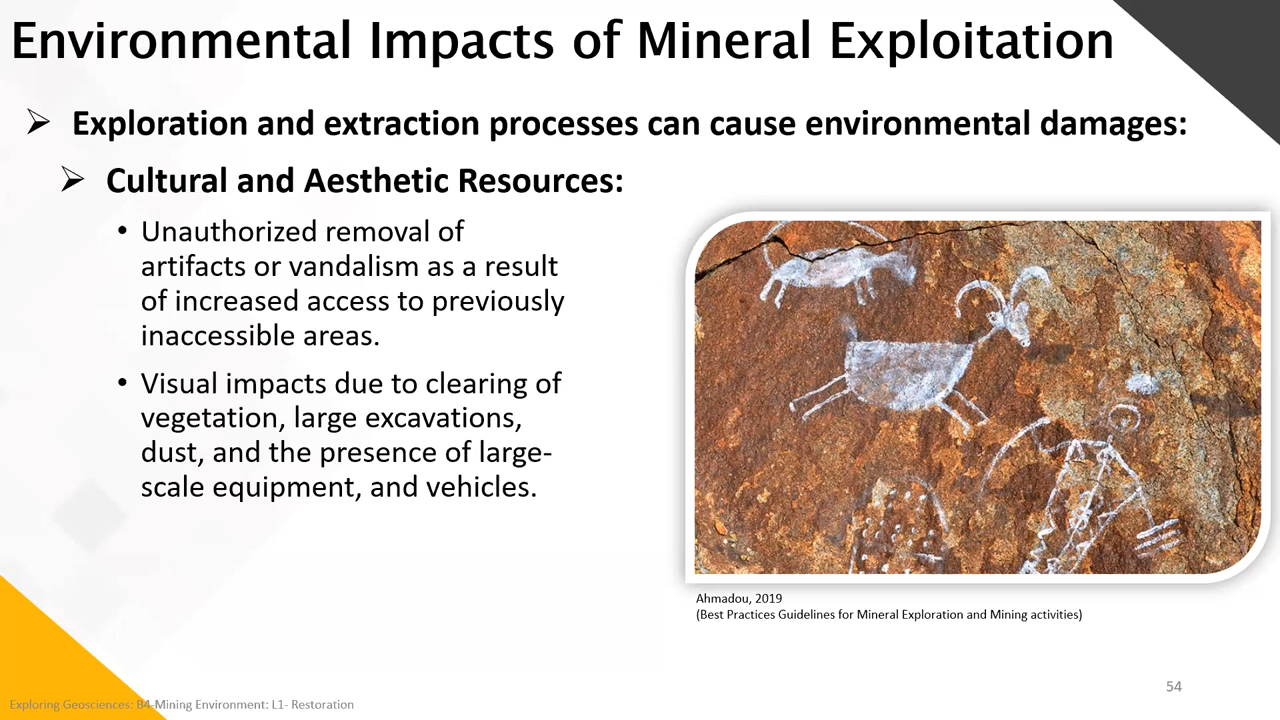 Environmental Impacts of Mineral Exploitation
➢ Exploration and extraction processes can cause environmental damages:
➢ Cultural and Aesthetic Resources:
• Unauthorized removal of
artifacts or vandalism as a result
of increased access to previously
inaccessible areas.
• Visual impacts due to clearing of
vegetation, large excavations,
dust, and the presence of large-
scale equipment, and vehicles.
Ahmadou, 2019
(Best Practices Guidelines for Mineral Exploration and Mining activities)
54
Exploring Geosciences: B4-Mining Environment: L1- Restoration